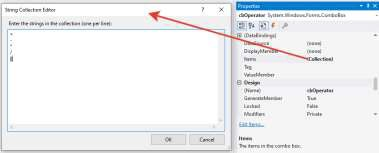 String Collection Editor
? ×
Enter the strings in the collection (one per line):
OK
Cancel
Properties
cbOperator System.Windows.Forms.ComboBox
(DataBindings)
DataSource (none)
DisplayMember (none)
Items (Collection)
Tag
ValueMember
Design
(Name) cbOperator
GenerateMember True
Locked False
Modifiers Private
Edit Items...
Items
The items in the combo box.